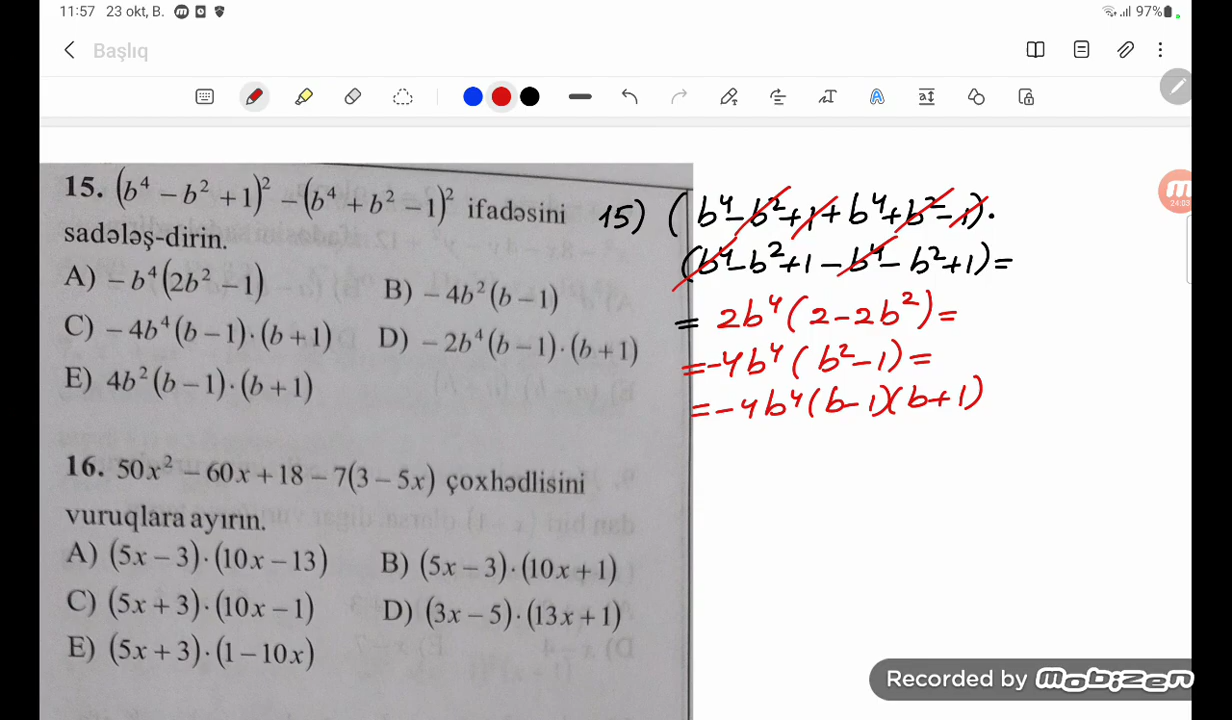 11:57 23 okt, B. 97%
Başlıq
24:03
15. (b⁴ − b² + 1)² − (b⁴ + b² − 1)² ifadəsini
sadələş-dirin.
A) −b⁴(2b² − 1)
B) −4b²(b − 1)
C) −4b⁴(b − 1)·(b + 1)
D) −2b⁴(b − 1)·(b + 1)
E) 4b²(b − 1)·(b + 1)
15) (b⁴-b²+1+b⁴+b²-1)·
(b⁴-b²+1-b⁴-b²+1)=
= 2b⁴(2-2b²)=
=-4b⁴(b²-1)=
=-4b⁴(b-1)(b+1)
16. 50x² − 60x + 18 − 7(3 − 5x) çoxhədlisini
vuruqlara ayırın.
A) (5x − 3)·(10x − 13)
B) (5x − 3)·(10x + 1)
C) (5x + 3)·(10x − 1)
D) (3x − 5)·(13x + 1)
E) (5x + 3)·(1 − 10x)
Recorded by mobizen